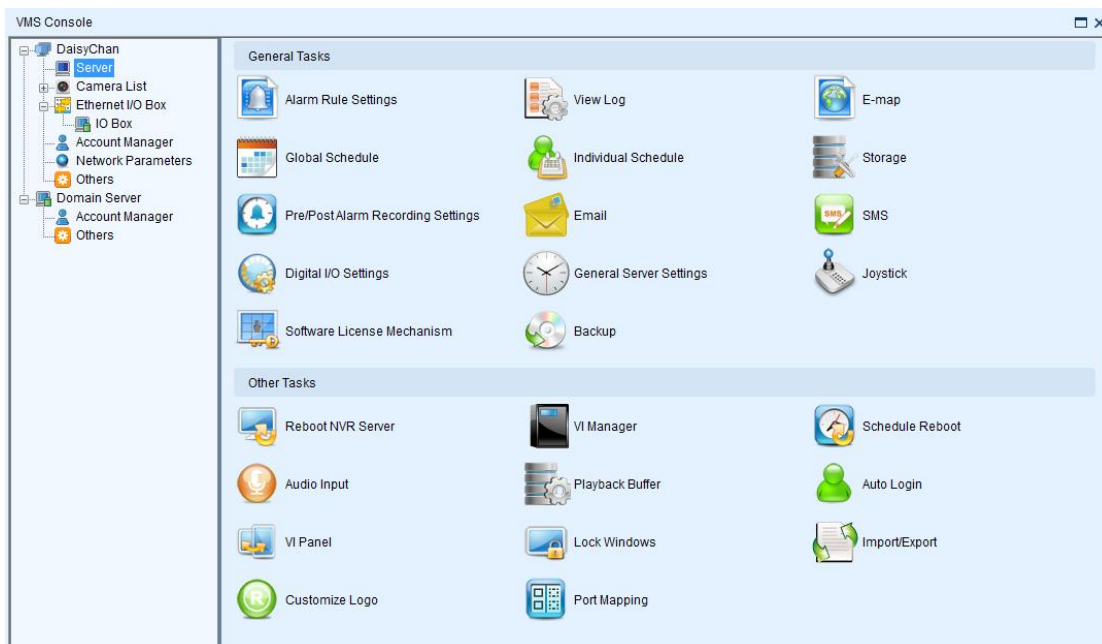 VMS Console
DaisyChan
Server
Camera List
Ethernet I/O Box
IO Box
Account Manager
Network Parameters
Others
Domain Server
Account Manager
Others
General Tasks
Alarm Rule Settings
View Log
E-map
Global Schedule
Individual Schedule
Storage
Pre/Post Alarm Recording Settings
Email
SMS
SMS
Digital I/O Settings
General Server Settings
Joystick
Software License Mechanism
Backup
Other Tasks
Reboot NVR Server
VI Manager
Schedule Reboot
Audio Input
Playback Buffer
Auto Login
VI Panel
Lock Windows
Import/Export
R
Customize Logo
Port Mapping